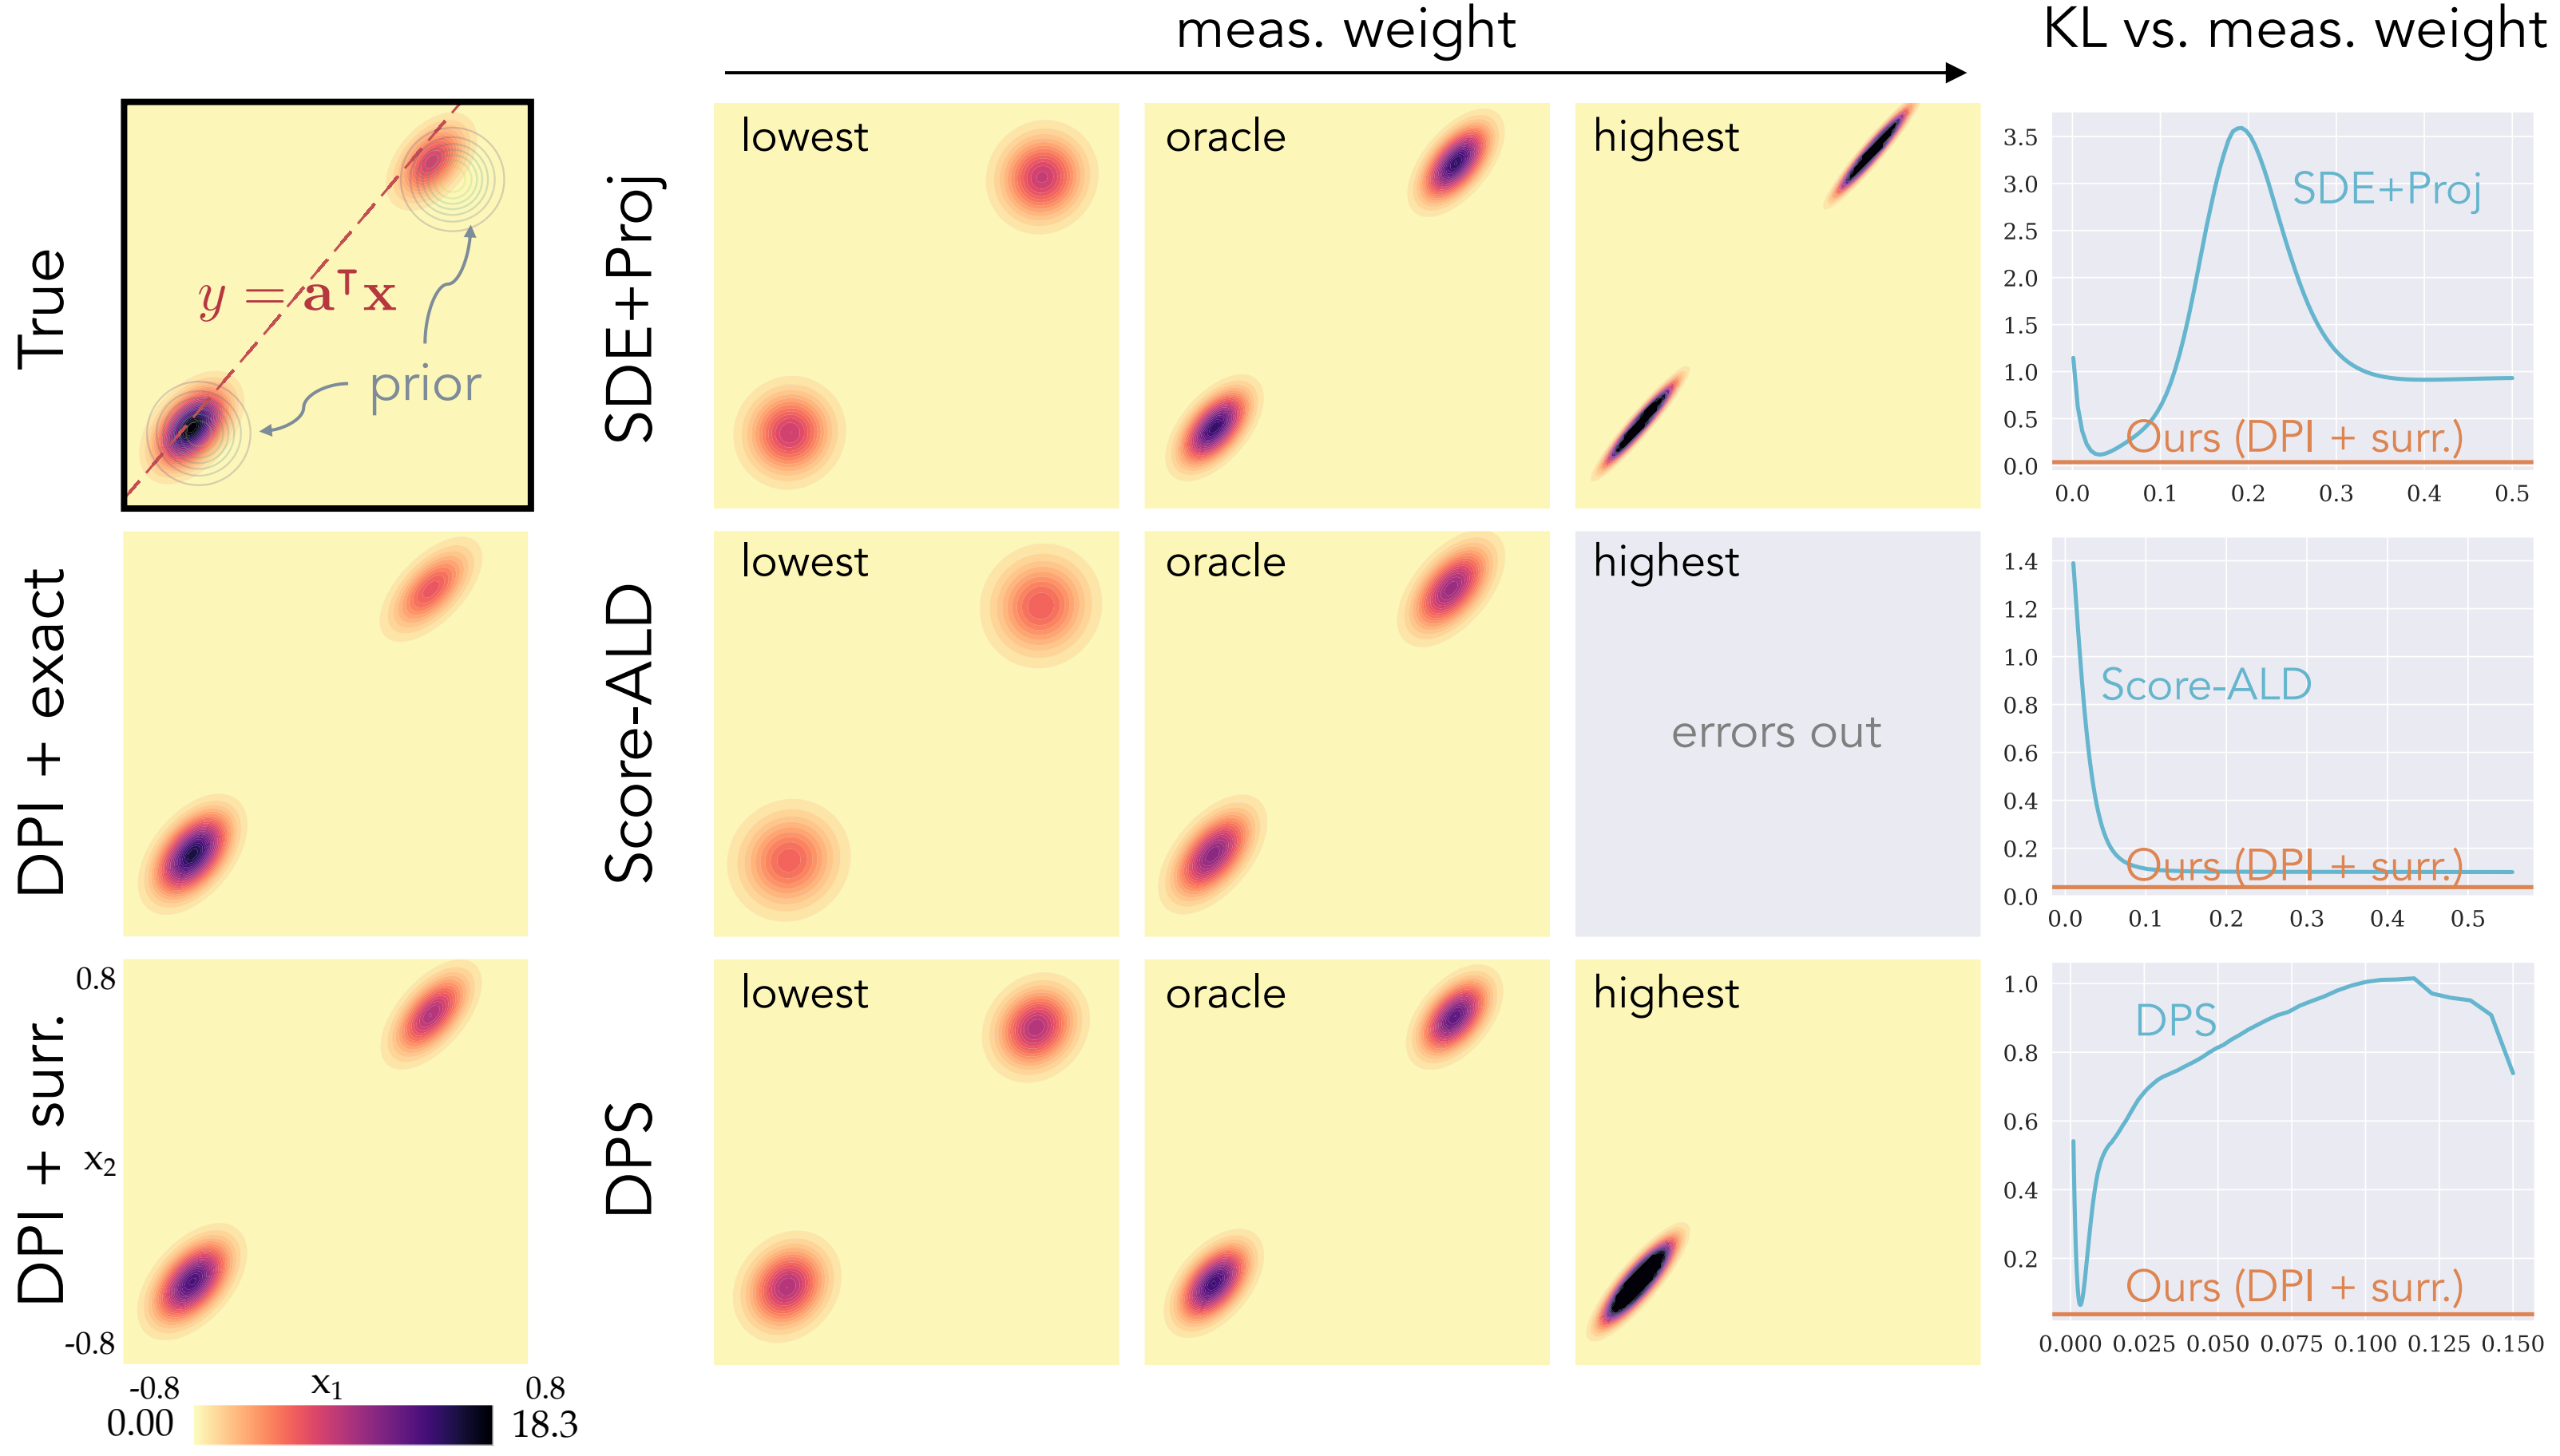 meas. weight
KL vs. meas. weight
True
y = aᵀx
prior
SDE+Proj
lowest
oracle
highest
3.5
3.0
2.5
2.0
1.5
1.0
0.5
0.0
SDE+Proj
Ours (DPI + surr.)
0.0 0.1 0.2 0.3 0.4 0.5
DPI + exact
Score-ALD
lowest
oracle
highest
errors out
1.4
1.2
1.0
0.8
0.6
0.4
0.2
0.0
Score-ALD
Ours (DPI + surr.)
0.0 0.1 0.2 0.3 0.4 0.5
DPI + surr.
0.8
x₂
-0.8
-0.8 x₁ 0.8
0.00 18.3
DPS
lowest
oracle
highest
1.0
0.8
0.6
0.4
0.2
DPS
Ours (DPI + surr.)
0.000 0.025 0.050 0.075 0.100 0.125 0.150